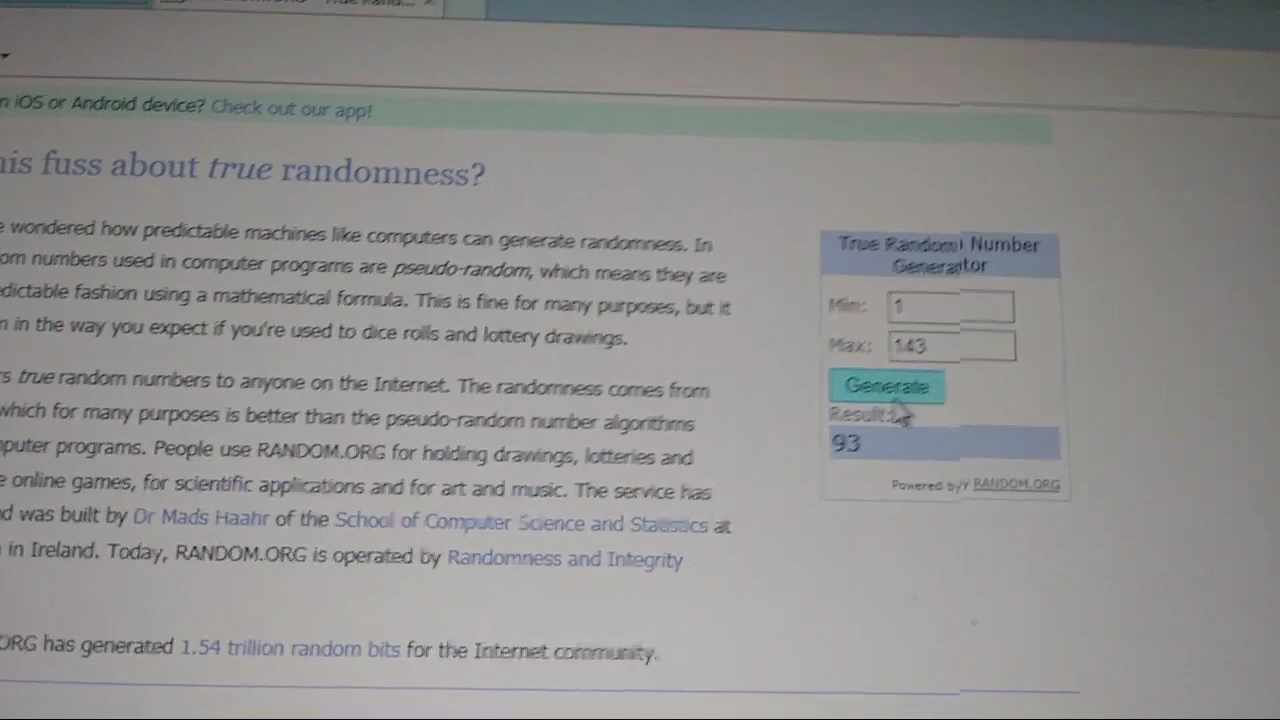 iOS or Android device? Check out our app!
fuss about true randomness?
wondered how predictable machines like computers can generate randomness. In
numbers used in computer programs are pseudo-random, which means they are
fashion using a mathematical formula. This is fine for many purposes, but it
in the way you expect if you're used to dice rolls and lottery drawings.
true random numbers to anyone on the Internet. The randomness comes from
which for many purposes is better than the pseudo-random number algorithms
programs. People use RANDOM.ORG for holding drawings, lotteries and
online games, for scientific applications and for art and music. The service has
was built by Dr Mads Haahr of the School of Computer Science and Statistics at
in Ireland. Today, RANDOM.ORG is operated by Randomness and Integrity
ORG has generated 1.54 trillion random bits for the Internet community.
True Random Number
Generator
Min: 1
Max: 143
Generate
Result:
93
Powered by RANDOM.ORG